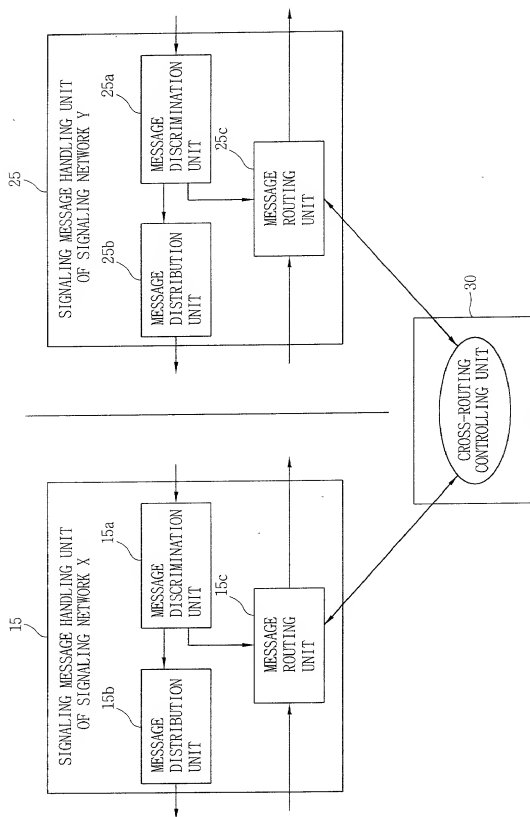 15
SIGNALING MESSAGE HANDLING UNIT
OF SIGNALING NETWORK X
15b
MESSAGE
DISTRIBUTION
UNIT
15a
MESSAGE
DISCRIMINATION
UNIT
15c
MESSAGE
ROUTING
UNIT
25
SIGNALING MESSAGE HANDLING UNIT
OF SIGNALING NETWORK Y
25b
MESSAGE
DISTRIBUTION
UNIT
25a
MESSAGE
DISCRIMINATION
UNIT
25c
MESSAGE
ROUTING
UNIT
30
CROSS-ROUTING
CONTROLLING UNIT